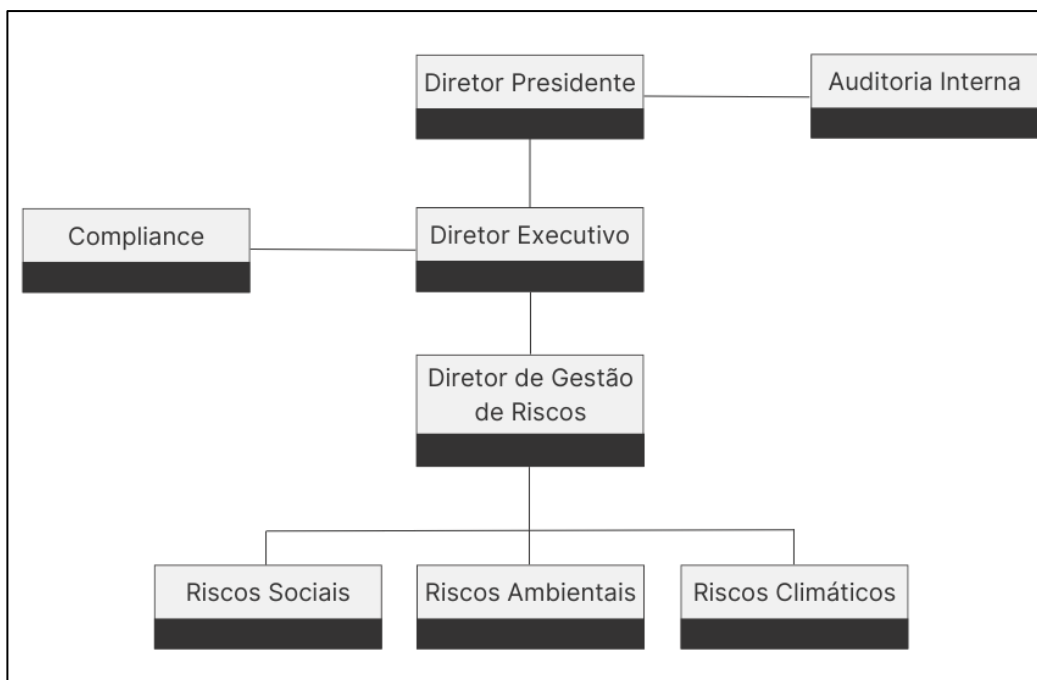 Diretor Presidente
Auditoria Interna
Compliance
Diretor Executivo
Diretor de Gestão
de Riscos
Riscos Sociais
Riscos Ambientais
Riscos Climáticos